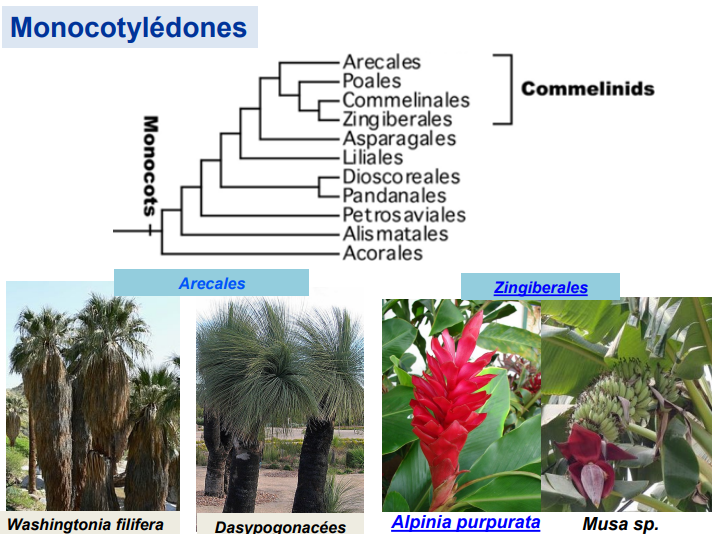 Monocotylédones
Arecales
Poales
Commelinales
Zingiberales
Commelinids
Asparagales
Liliales
Dioscoreales
Pandanales
Petrosaviales
Alismatales
Acorales
Monocots
Arecales
Zingiberales
Washingtonia filifera
Dasypogonacées
Alpinia purpurata
Musa sp.